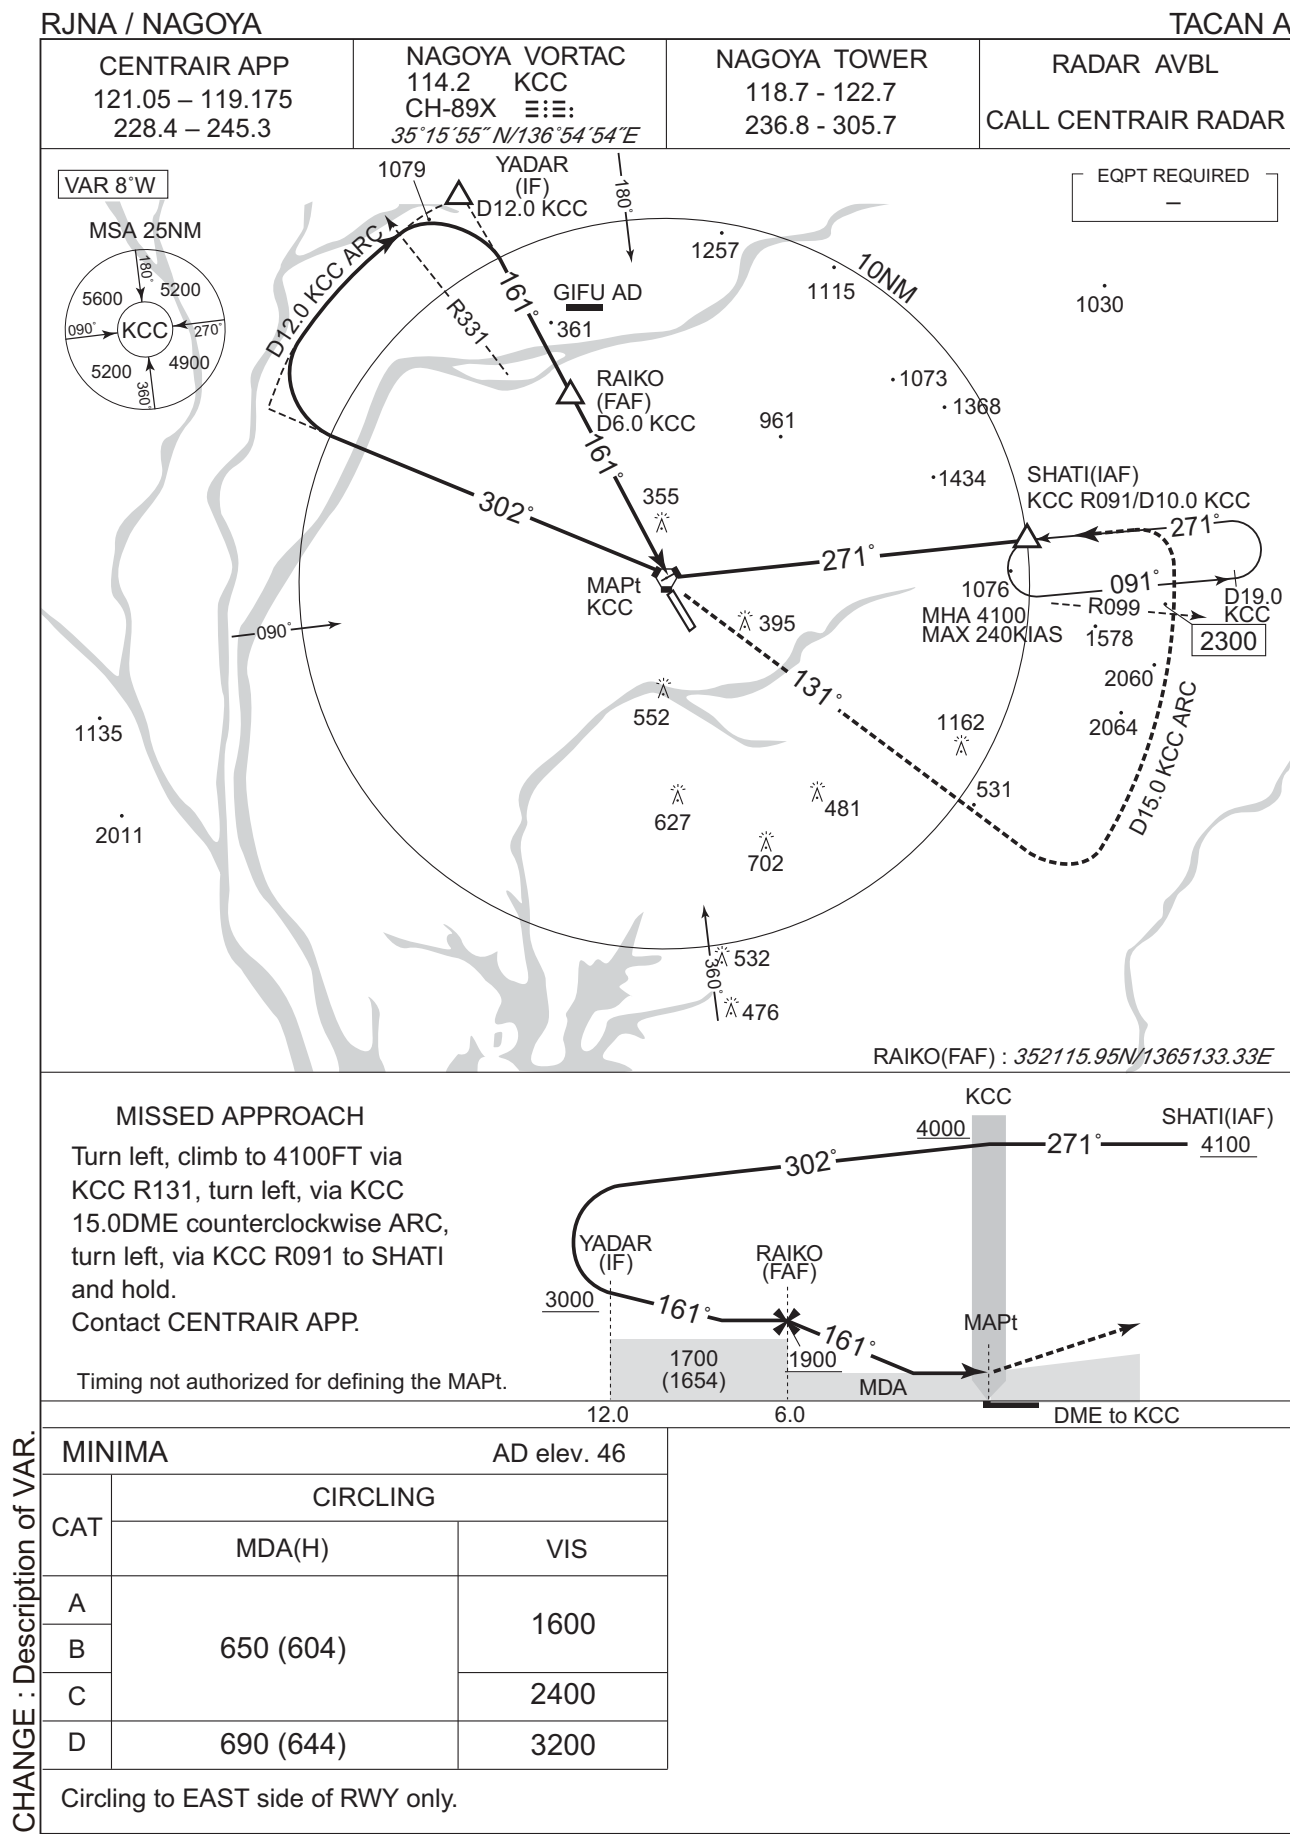 RJNA / NAGOYA
TACAN A
CENTRAIR APP
121.05 – 119.175
228.4 – 245.3
NAGOYA VORTAC
114.2 KCC
CH-89X
35°15´55˝ N/136°54´54˝E
NAGOYA TOWER
118.7 - 122.7
236.8 - 305.7
RADAR AVBL
CALL CENTRAIR RADAR
VAR 8°W
MSA 25NM
180°
5600
5200
090°
KCC
270°
5200
4900
360°
EQPT REQUIRED
–
1079
YADAR
(IF)
D12.0 KCC
180°
1257
10NM
1115
1030
D12.0 KCC ARC
R331
161°
GIFU AD
361
RAIKO
(FAF)
D6.0 KCC
1073
1368
961
161°
1434
302°
355
SHATI(IAF)
KCC R091/D10.0 KCC
271°
271°
MAPt
KCC
1076
091°
D19.0
KCC
MHA 4100
MAX 240KIAS
R099
1578
2300
090°
395
131°
2060
552
1135
1162
2064
D15.0 KCC ARC
531
481
627
2011
702
532
360°
476
RAIKO(FAF) : 352115.95N/1365133.33E
MISSED APPROACH
Turn left, climb to 4100FT via
KCC R131, turn left, via KCC
15.0DME counterclockwise ARC,
turn left, via KCC R091 to SHATI
and hold.
Contact CENTRAIR APP.
Timing not authorized for defining the MAPt.
KCC
SHATI(IAF)
4000
271°
4100
302°
YADAR
(IF)
RAIKO
(FAF)
3000
161°
161°
MAPt
1700
(1654)
1900
MDA
12.0
6.0
DME to KCC
MINIMA
AD elev. 46
CAT
CIRCLING
MDA(H)
VIS
A
B
650 (604)
1600
C
2400
D
690 (644)
3200
Circling to EAST side of RWY only.
CHANGE : Description of VAR.